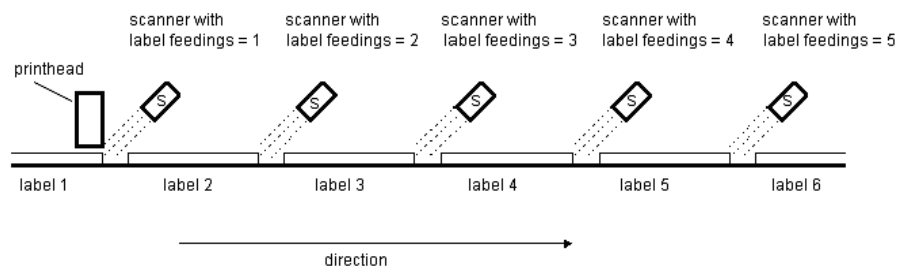 scanner with
label feedings = 1
scanner with
label feedings = 2
scanner with
label feedings = 3
scanner with
label feedings = 4
scanner with
label feedings = 5
printhead
S
S
S
S
S
label 1
label 2
label 3
label 4
label 5
label 6
direction